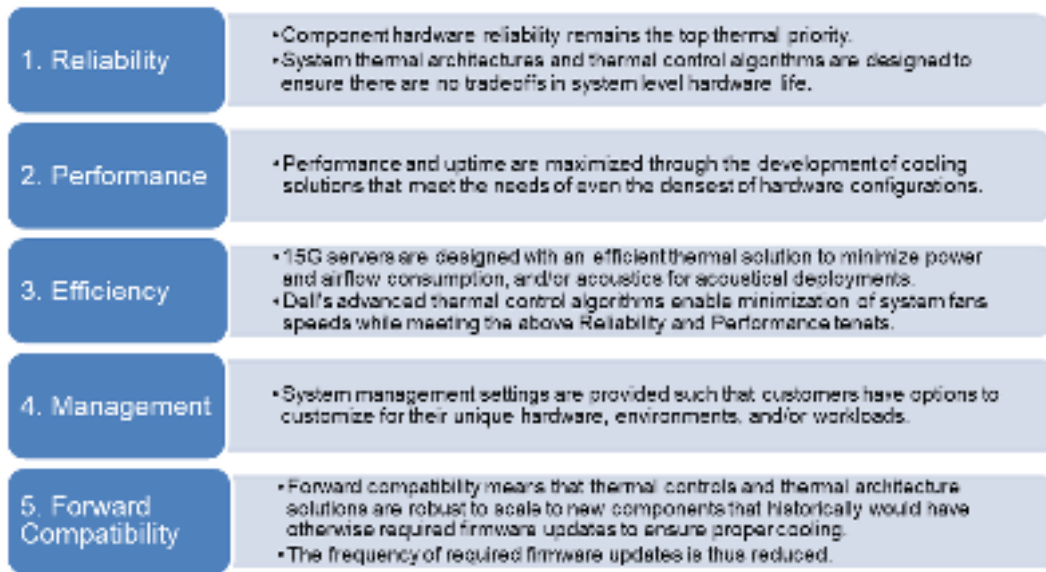 1. Reliability
•Component hardware reliability remains the top thermal priority.
•System thermal architectures and thermal control algorithms are designed to
ensure there are no tradeoffs in system level hardware life.
2. Performance
•Performance and uptime are maximized through the development of cooling
solutions that meet the needs of even the densest of hardware configurations.
3. Efficiency
•15G servers are designed with an efficient thermal solution to minimize power
and airflow consumption, and/or acoustics for acoustical deployments.
•Dell's advanced thermal control algorithms enable minimization of system fans
speeds while meeting the above Reliability and Performance tenets.
4. Management
•System management settings are provided such that customers have options to
customize for their unique hardware, environments, and/or workloads.
5. Forward
Compatibility
•Forward compatibility means that thermal controls and thermal architecture
solutions are robust to scale to new components that historically would have
otherwise required firmware updates to ensure proper cooling.
•The frequency of required firmware updates is thus reduced.